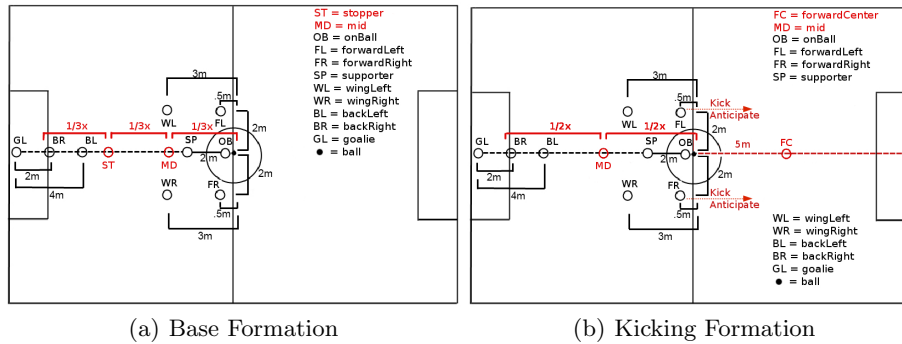 ST = stopper
MD = mid
OB = onBall
FL = forwardLeft
FR = forwardRight
SP = supporter
WL = wingLeft
WR = wingRight
BL = backLeft
BR = backRight
GL = goalie
= ball
3m
.5m
WL
FL
2m
1/3x
1/3x
1/3x
GL
BR
BL
SP
OB
ST
MD
2m
2m
2m
4m
WR
FR
.5m
3m
(a) Base Formation
FC = forwardCenter
MD = mid
OB = onBall
FL = forwardLeft
FR = forwardRight
SP = supporter
3m
.5m
Kick
Anticipate
WL
FL
2m
1/2x
1/2x
GL
BR
BL
SP
OB
5m
FC
MD
2m
2m
2m
4m
WR
FR
Kick
Anticipate
.5m
3m
WL = wingLeft
WR = wingRight
BL = backLeft
BR = backRight
GL = goalie
= ball
(b) Kicking Formation